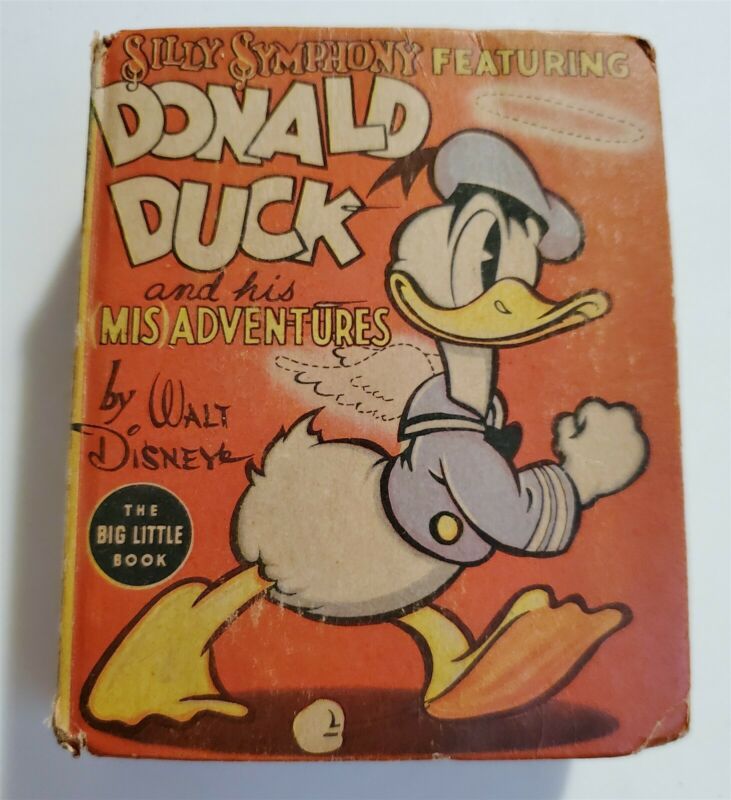 SILLY SYMPHONY FEATURING
DONALD
DUCK
and his
(MIS)ADVENTURES
by WALT
DISNEY
THE
BIG LITTLE
BOOK